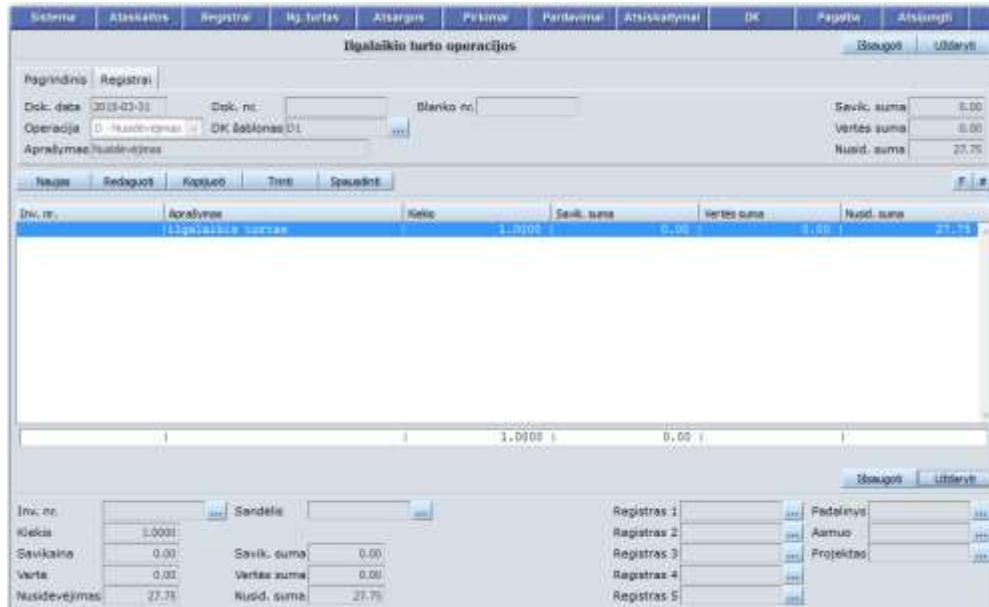 Sistema Ataskaitos Registrai Ilg. turtas Atsargos Pirkimai Pardavimai Atsiskaitymai DK Pagalba Atsijungti
Ilgalaikio turto operacijos Išsaugoti Uždaryti
Pagrindinis Registrai
Dok. data 2015-03-31 Dok. nr. Blanko nr. Savik. suma 0.00
Operacija D - Nusidėvėjimas DK šablonas D1 ... Vertės suma 0.00
Aprašymas Nusidėvėjimas Nusid. suma 27.75
Naujas Redaguoti Kopijuoti Trinti Spausdinti F #
Inv. nr. Aprašymas Kiekis Savik. suma Vertės suma Nusid. suma
ilgalaikis turtas 1.0000 0.00 0.00 27.75
1.0000 0.00
Išsaugoti Uždaryti
Inv. nr. ... Sandėlis ... Registras 1 ... Padalinys ...
Kiekis 1.0000 Registras 2 ... Asmuo ...
Savikaina 0.00 Savik. suma 0.00 Registras 3 ... Projektas ...
Vertė 0.00 Vertės suma 0.00 Registras 4 ...
Nusidėvėjimas 27.75 Nusid. suma 27.75 Registras 5 ...